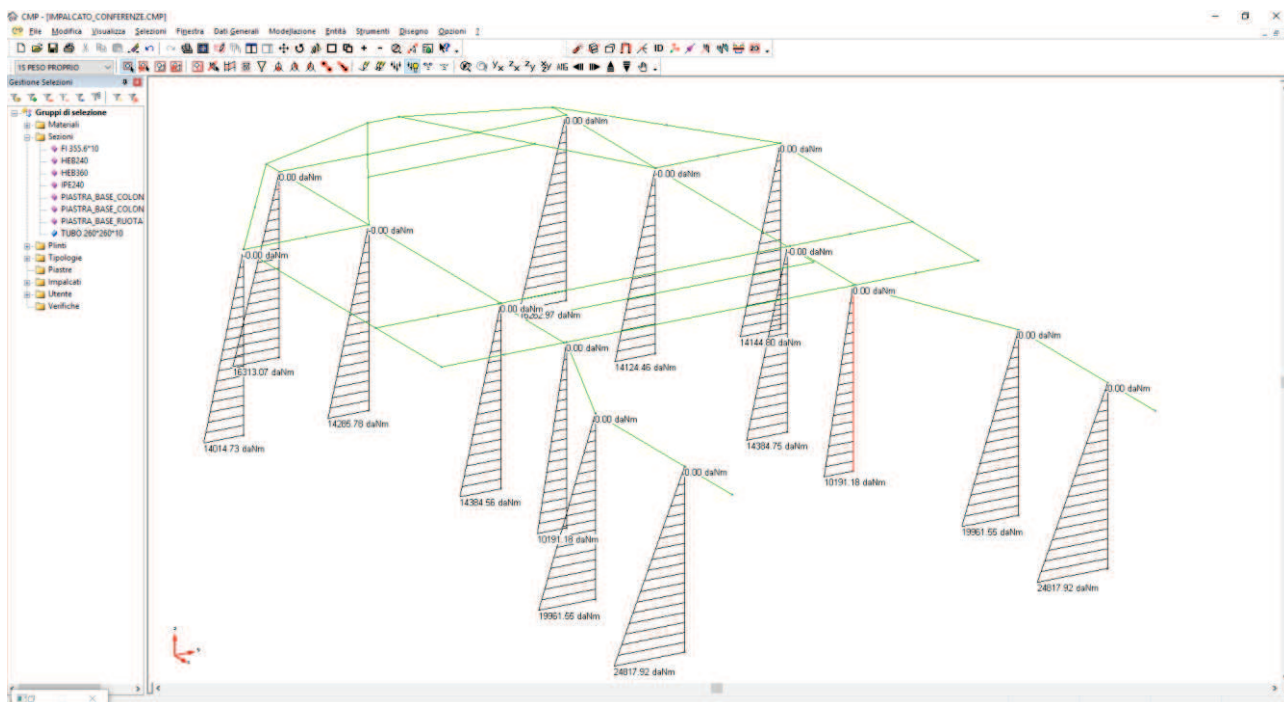 CMP - [IMPALCATO_CONFERENZE.CMP]
File Modifica Visualizza Selezioni Finestra Dati Generali Modellazione Entità Strumenti Disegno Opzioni ?
ID
15 PESO PROPRIO
Gestione Selezioni
Gruppi di selezione
Materiali
Sezioni
FI 355.6*10
HEB240
HEB360
IPE240
PIASTRA_BASE_COLON
PIASTRA_BASE_COLON
PIASTRA_BASE_RUOTA
TUBO 260*260*10
Plinti
Tipologie
Piastre
Impalcati
Utente
Verifiche
0.00 daNm
0.00 daNm
-0.00 daNm
0.00 daNm
-0.00 daNm
-0.00 daNm
-0.00 daNm
0.00 daNm
0.00 daNm
0.00 daNm
0.00 daNm
0.00 daNm
0.00 daNm
0.00 daNm
14144.80 daNm
14124.46 daNm
16313.07 daNm
14285.78 daNm
14014.73 daNm
14384.75 daNm
10191.18 daNm
14384.56 daNm
10191.18 daNm
19961.55 daNm
24817.92 daNm
19961.55 daNm
24817.92 daNm